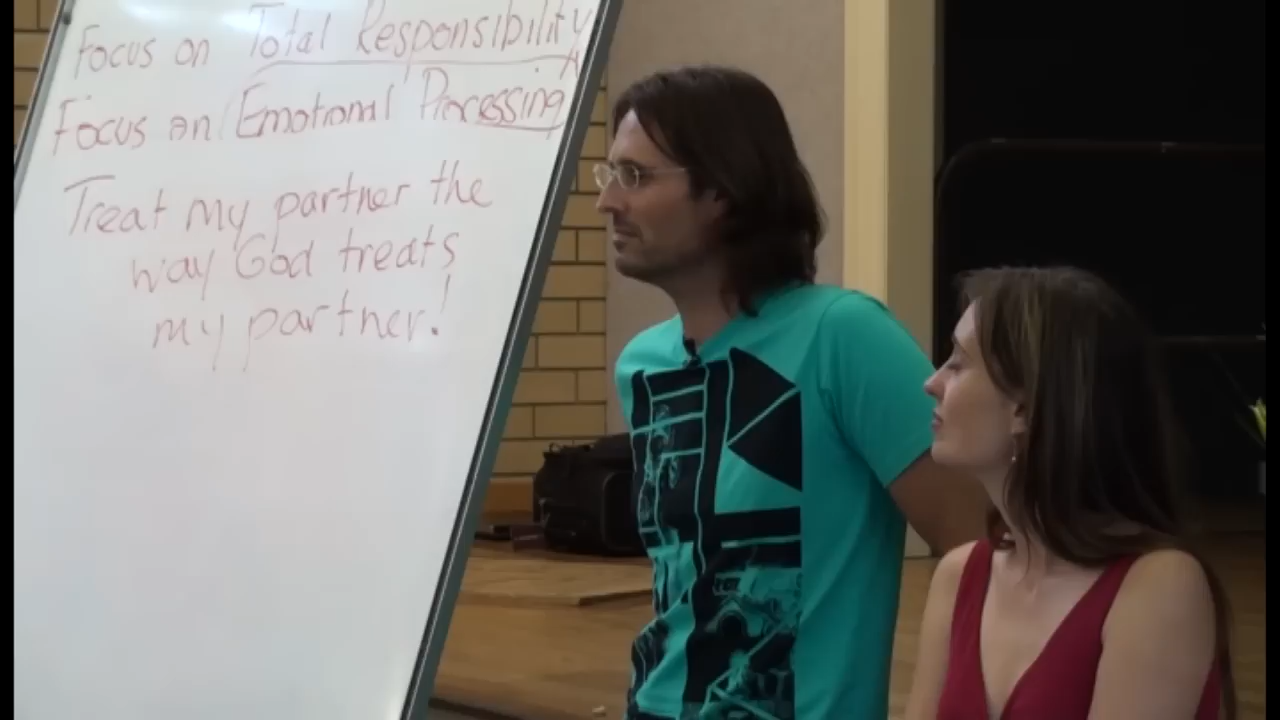 Focus on Total Responsibility
Focus on Emotional Processing
Treat my partner the
way God treats
my partner!